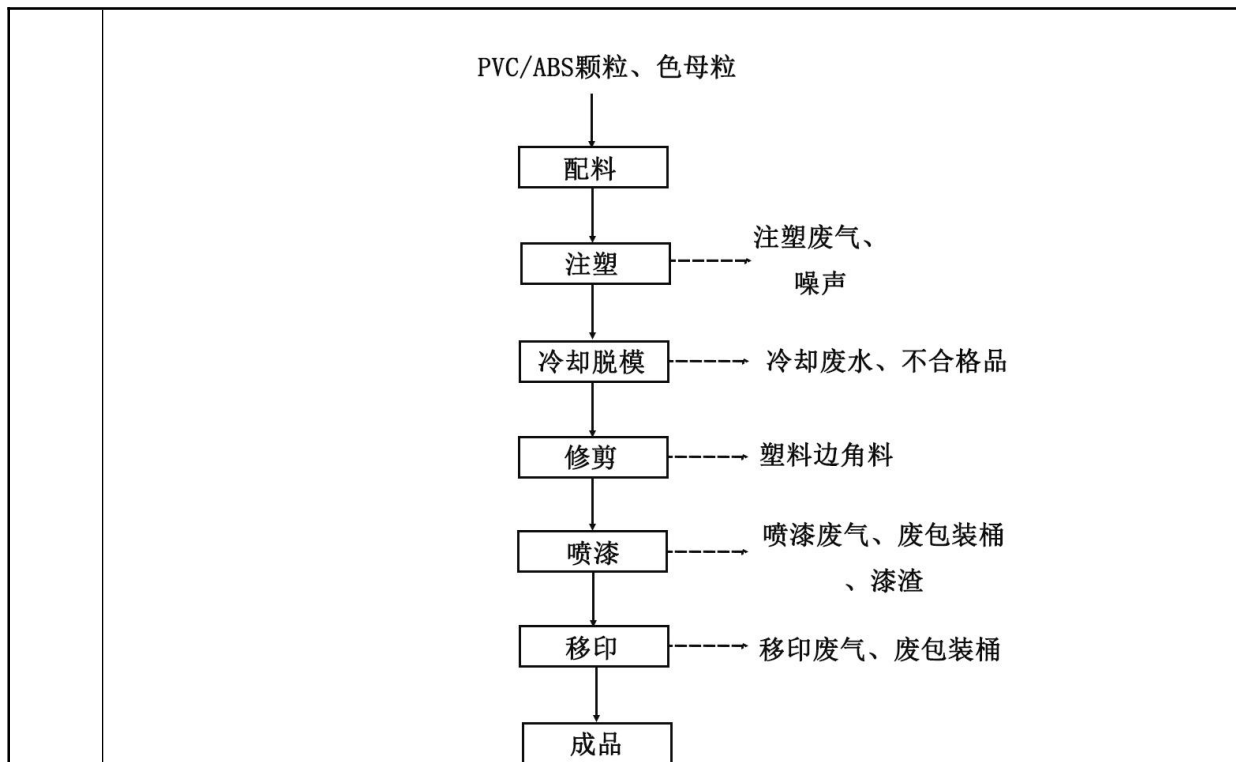 PVC/ABS颗粒、色母粒
配料
注塑
注塑废气、
噪声
冷却脱模
冷却废水、不合格品
修剪
塑料边角料
喷漆
喷漆废气、废包装桶
、漆渣
移印
移印废气、废包装桶
成品